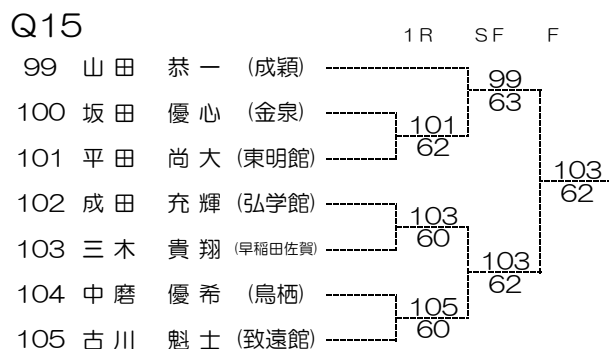 Q15
1R SF F
99 山田 恭一 (成穎)
99
63
100 坂田 優心 (金泉)
101
62
101 平田 尚大 (東明館)
103
62
102 成田 充輝 (弘学館)
103
60
103 三木 貴翔 (早稲田佐賀)
103
62
104 中磨 優希 (鳥栖)
105
60
105 古川 魁士 (致遠館)